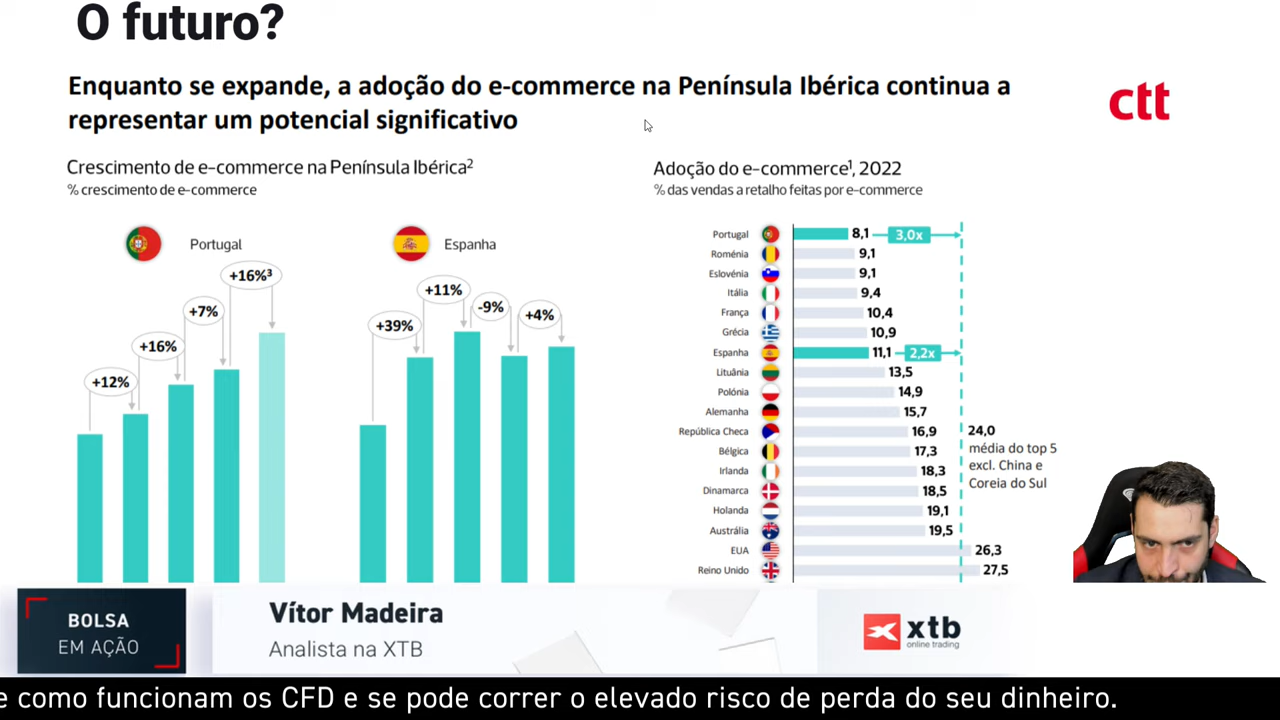 O futuro?
Enquanto se expande, a adoção do e-commerce na Península Ibérica continua a
representar um potencial significativo
ctt
Crescimento de e-commerce na Península Ibérica²
% crescimento de e-commerce
Portugal
Espanha
+12%
+16%
+7%
+16%³
+39%
+11%
-9%
+4%
Adoção do e-commerce¹, 2022
% das vendas a retalho feitas por e-commerce
Portugal 8,1 3,0x
Roménia 9,1
Eslovénia 9,1
Itália 9,4
França 10,4
Grécia 10,9
Espanha 11,1 2,2x
Lituânia 13,5
Polónia 14,9
Alemanha 15,7
República Checa 16,9
Bélgica 17,3
Irlanda 18,3
Dinamarca 18,5
Holanda 19,1
Austrália 19,5
EUA 26,3
Reino Unido 27,5
24,0
média do top 5
excl. China e
Coreia do Sul
BOLSA
EM AÇÃO
Vítor Madeira
Analista na XTB
xtb
online trading
e como funcionam os CFD e se pode correr o elevado risco de perda do seu dinheiro.